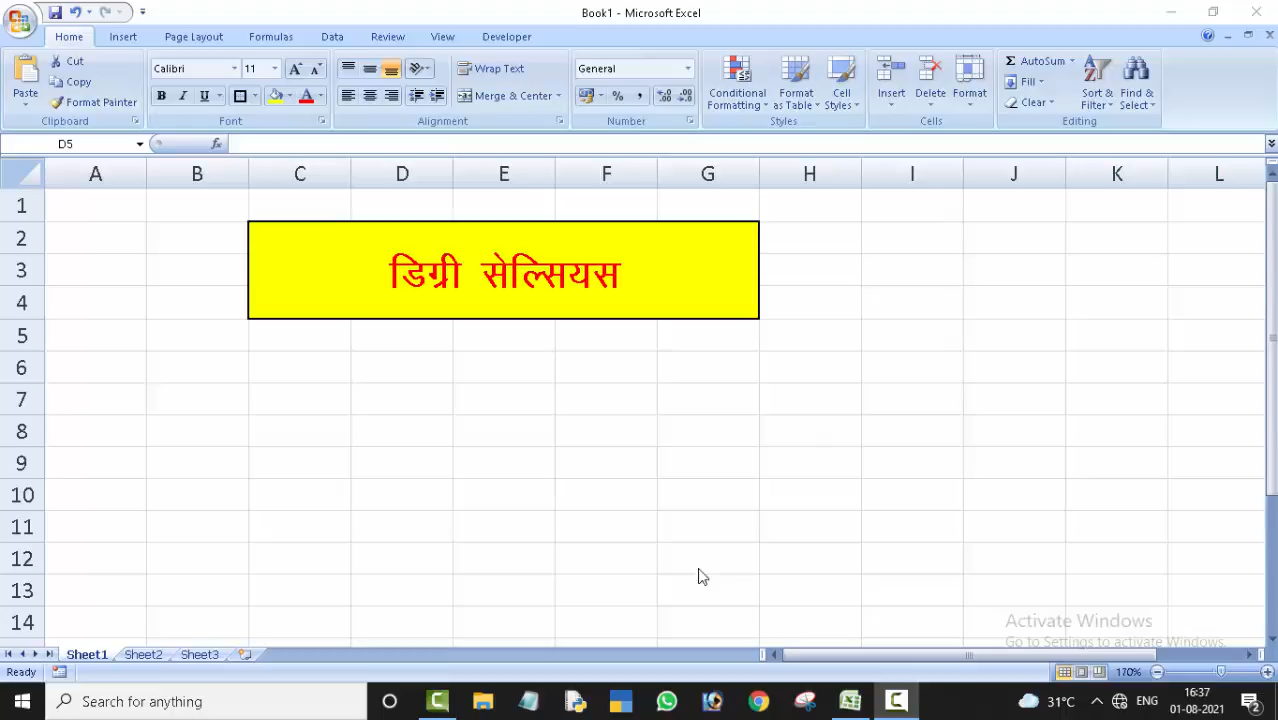 Book1 - Microsoft Excel
Home Insert Page Layout Formulas Data Review View Developer
Paste Cut Copy Format Painter Clipboard
Calibri 11 B I U A Font
Wrap Text Merge & Center Alignment
General % , Number
Conditional Formatting Format as Table Cell Styles Styles
Insert Delete Format Cells
Σ AutoSum Fill Clear Sort & Filter Find & Select Editing
D5 fx
A B C D E F G H I J K L
1
2
3 डिग्री सेल्सियस
4
5
6
7
8
9
10
11
12
13
14
Activate Windows
Go to Settings to activate Windows.
Sheet1 Sheet2 Sheet3
Ready 170%
Search for anything 31°C ENG 16:37 01-08-2021 2